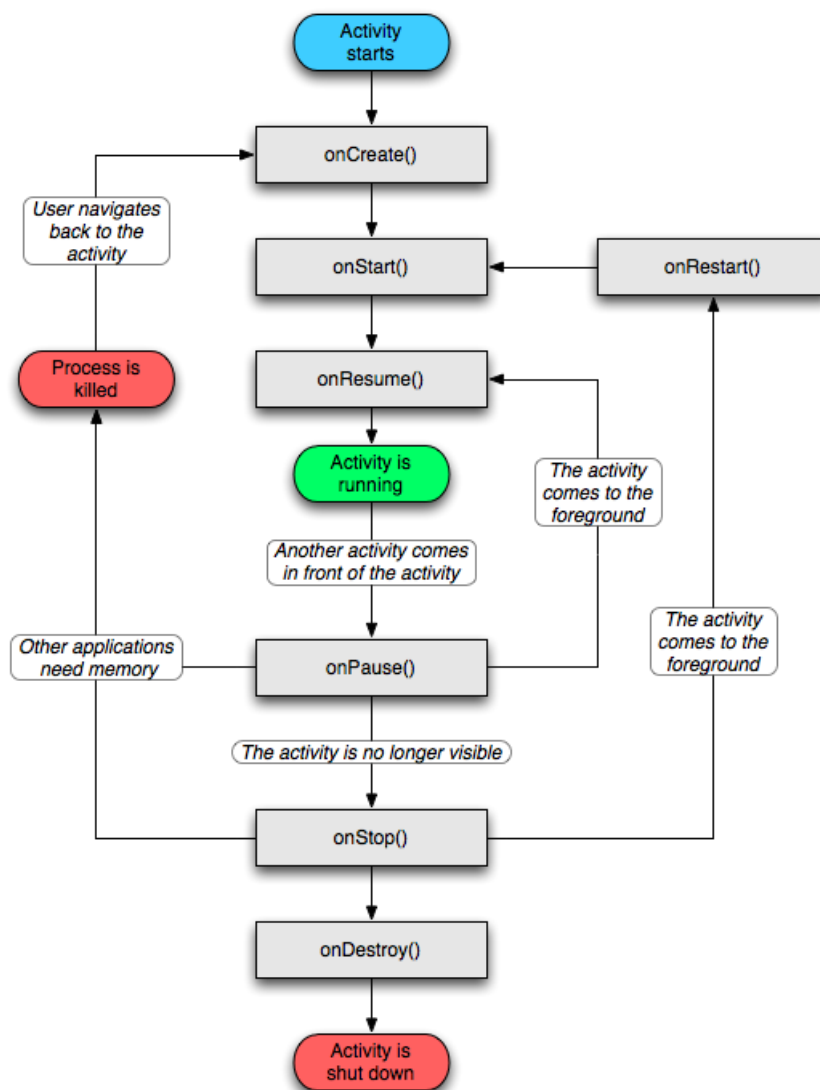 Activity
starts
onCreate()
User navigates
back to the
activity
onStart()
onRestart()
Process is
killed
onResume()
Activity is
running
The activity
comes to the
foreground
Another activity comes
in front of the activity
Other applications
need memory
onPause()
The activity
comes to the
foreground
The activity is no longer visible
onStop()
onDestroy()
Activity is
shut down